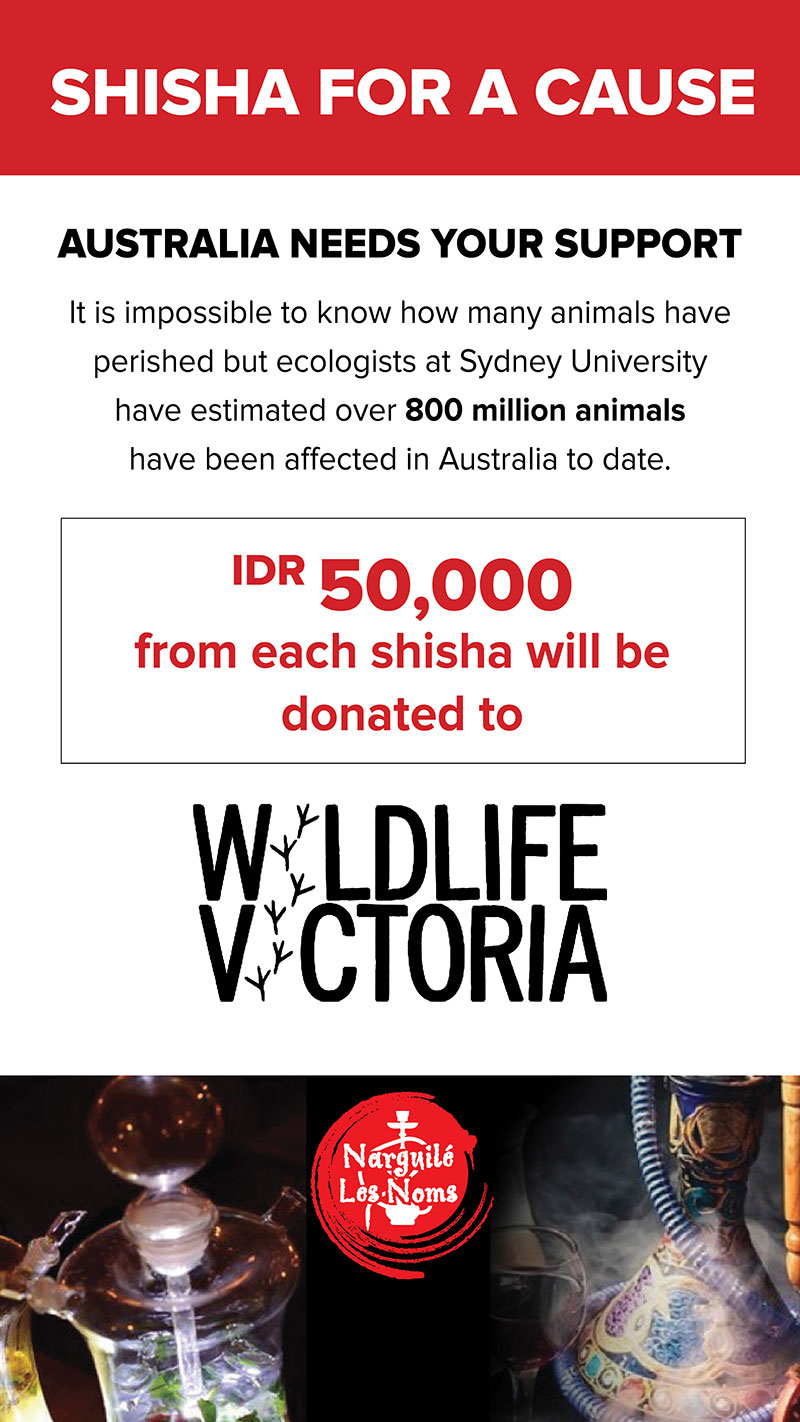 SHISHA FOR A CAUSE
AUSTRALIA NEEDS YOUR SUPPORT
It is impossible to know how many animals have
perished but ecologists at Sydney University
have estimated over 800 million animals
have been affected in Australia to date.
IDR 50,000
from each shisha will be
donated to
WILDLIFE
VICTORIA
Narguilé
Lès Noms